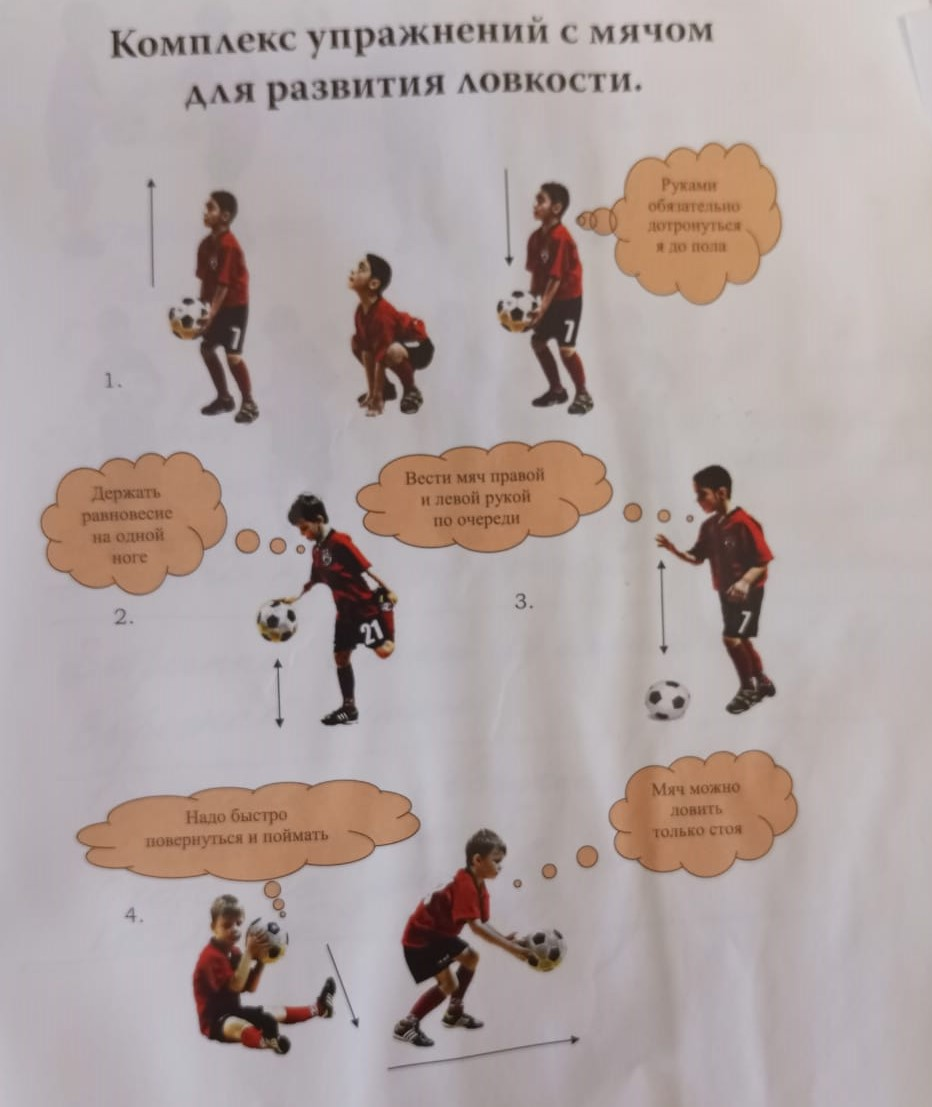 Комплекс упражнений с мячом
для развития ловкости.
Руками
обязательно
дотронуться
я до пола
7
7
1.
Держать
равновесие
на одной
ноге
Вести мяч правой
и левой рукой
по очереди
2.
21
3.
7
Надо быстро
повернуться и поймать
Мяч можно
ловить
только стоя
4.